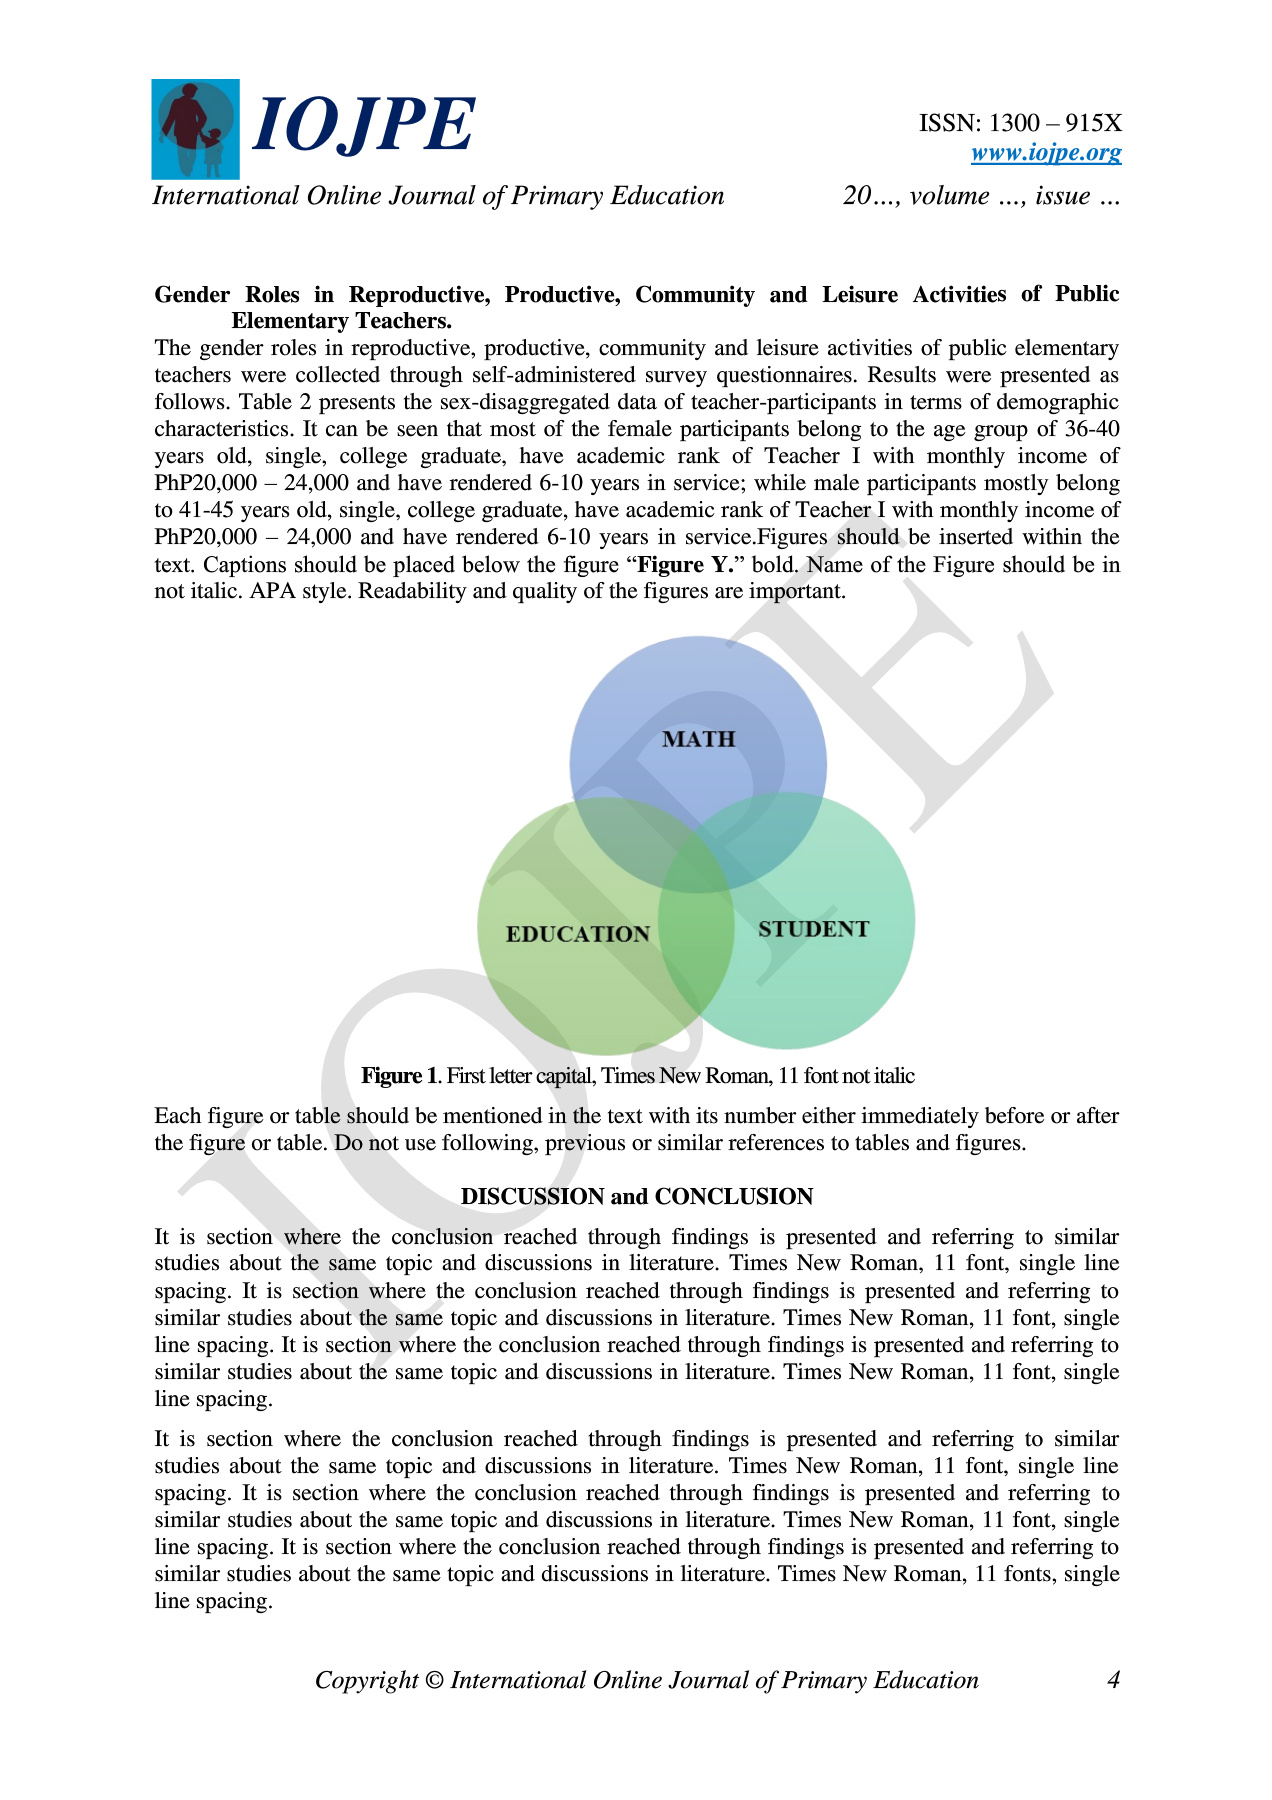 IOJPE
ISSN: 1300 – 915X
www.iojpe.org
International Online Journal of Primary Education 20…, volume …, issue …
Gender Roles in Reproductive, Productive, Community and Leisure Activities of Public
Elementary Teachers.
The gender roles in reproductive, productive, community and leisure activities of public elementary
teachers were collected through self-administered survey questionnaires. Results were presented as
follows. Table 2 presents the sex-disaggregated data of teacher-participants in terms of demographic
characteristics. It can be seen that most of the female participants belong to the age group of 36-40
years old, single, college graduate, have academic rank of Teacher I with monthly income of
PhP20,000 – 24,000 and have rendered 6-10 years in service; while male participants mostly belong
to 41-45 years old, single, college graduate, have academic rank of Teacher I with monthly income of
PhP20,000 – 24,000 and have rendered 6-10 years in service.Figures should be inserted within the
text. Captions should be placed below the figure “Figure Y.” bold. Name of the Figure should be in
not italic. APA style. Readability and quality of the figures are important.
MATH
EDUCATION
STUDENT
IOJPE
Figure 1. First letter capital, Times New Roman, 11 font not italic
Each figure or table should be mentioned in the text with its number either immediately before or after
the figure or table. Do not use following, previous or similar references to tables and figures.
DISCUSSION and CONCLUSION
It is section where the conclusion reached through findings is presented and referring to similar
studies about the same topic and discussions in literature. Times New Roman, 11 font, single line
spacing. It is section where the conclusion reached through findings is presented and referring to
similar studies about the same topic and discussions in literature. Times New Roman, 11 font, single
line spacing. It is section where the conclusion reached through findings is presented and referring to
similar studies about the same topic and discussions in literature. Times New Roman, 11 font, single
line spacing.
It is section where the conclusion reached through findings is presented and referring to similar
studies about the same topic and discussions in literature. Times New Roman, 11 font, single line
spacing. It is section where the conclusion reached through findings is presented and referring to
similar studies about the same topic and discussions in literature. Times New Roman, 11 font, single
line spacing. It is section where the conclusion reached through findings is presented and referring to
similar studies about the same topic and discussions in literature. Times New Roman, 11 fonts, single
line spacing.
Copyright © International Online Journal of Primary Education 4